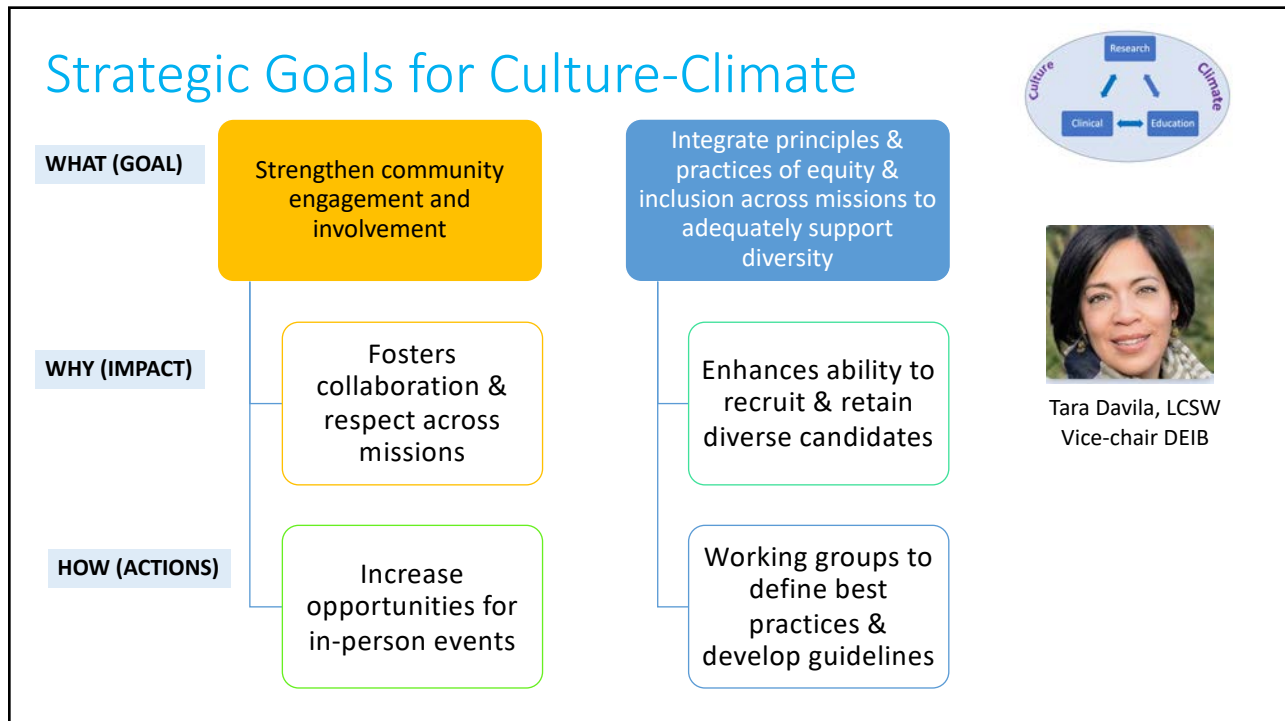 Strategic Goals for Culture-Climate
Culture
Climate
Research
Clinical
Education
WHAT (GOAL)
Strengthen community
engagement and
involvement
Integrate principles &
practices of equity &
inclusion across missions to
adequately support
diversity
WHY (IMPACT)
Fosters
collaboration &
respect across
missions
Enhances ability to
recruit & retain
diverse candidates
Tara Davila, LCSW
Vice-chair DEIB
HOW (ACTIONS)
Increase
opportunities for
in-person events
Working groups to
define best
practices &
develop guidelines